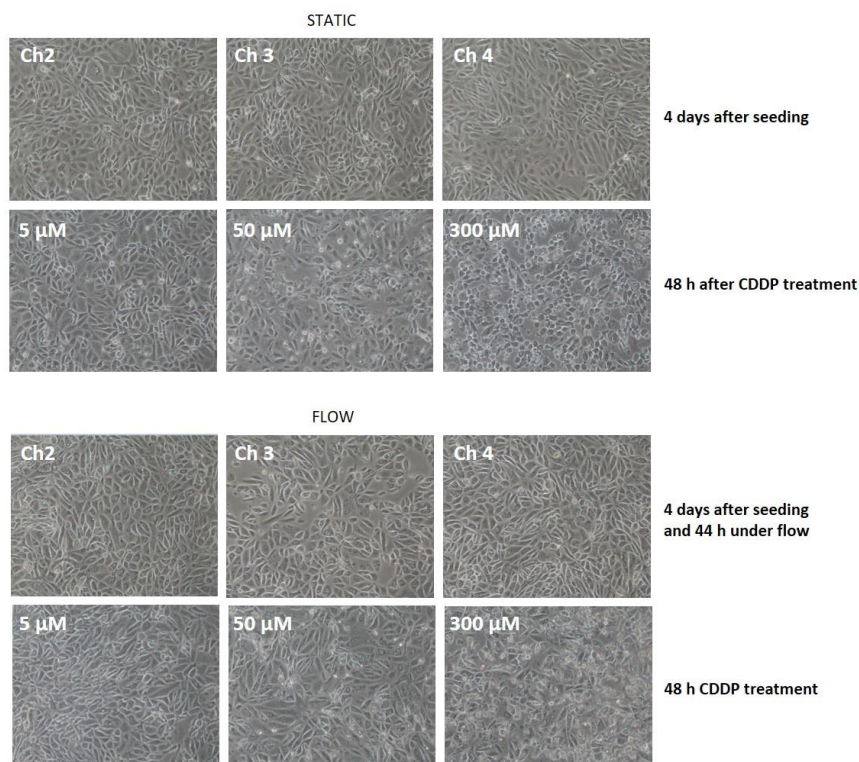 STATIC
Ch2
Ch 3
Ch 4
4 days after seeding
5 µM
50 µM
300 µM
48 h after CDDP treatment
FLOW
Ch2
Ch 3
Ch 4
4 days after seeding
and 44 h under flow
5 µM
50 µM
300 µM
48 h CDDP treatment